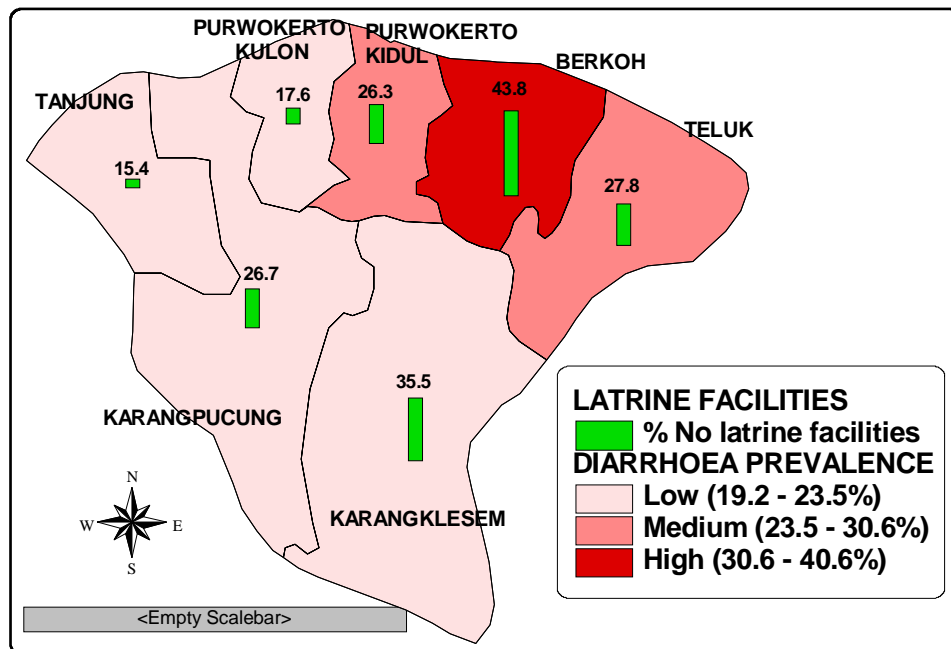 PURWOKERTO
KULON
PURWOKERTO
KIDUL
BERKOH
TANJUNG
TELUK
17.6
26.3
43.8
15.4
27.8
26.7
35.5
KARANGPUCUNG
KARANGKLESEM
N
W
E
S
<Empty Scalebar>
LATRINE FACILITIES
% No latrine facilities
DIARRHOEA PREVALENCE
Low (19.2 - 23.5%)
Medium (23.5 - 30.6%)
High (30.6 - 40.6%)